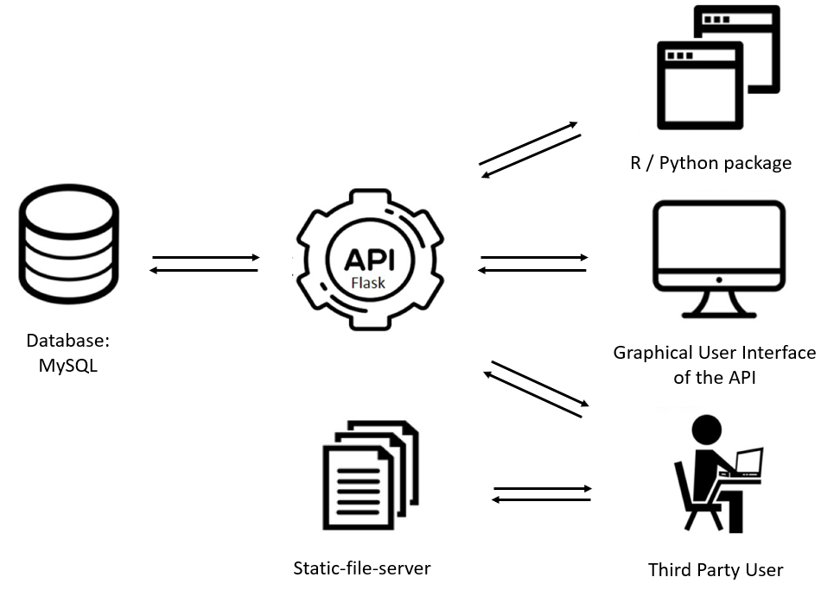 R / Python package
API
Flask
Database:
MySQL
Graphical User Interface
of the API
Static-file-server
Third Party User